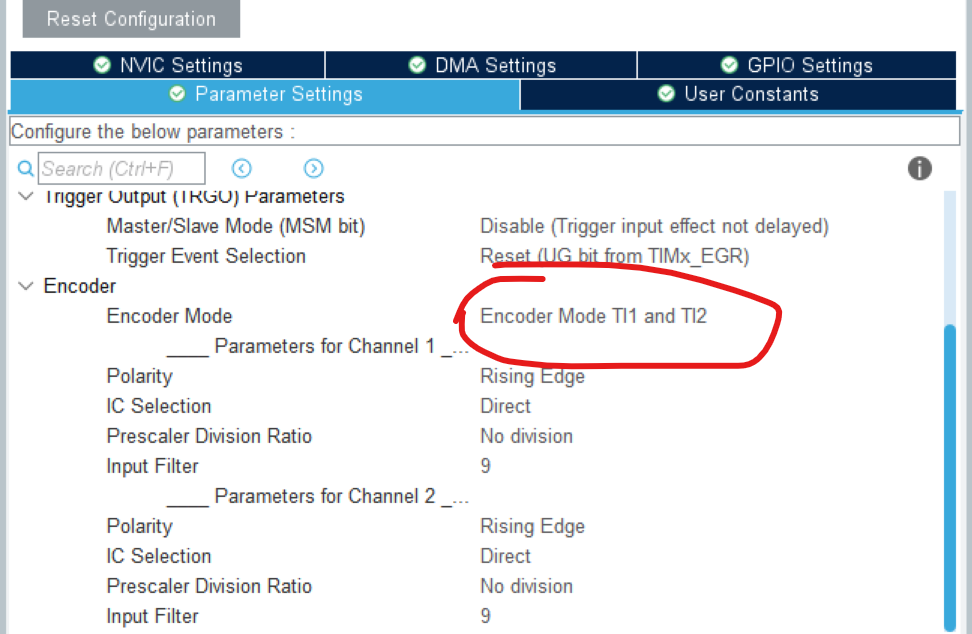 Reset Configuration
NVIC Settings DMA Settings GPIO Settings
Parameter Settings User Constants
Configure the below parameters :
Search (Ctrl+F)
Trigger Output (TRGO) Parameters
Master/Slave Mode (MSM bit) Disable (Trigger input effect not delayed)
Trigger Event Selection Reset (UG bit from TIMx_EGR)
Encoder
Encoder Mode Encoder Mode TI1 and TI2
____ Parameters for Channel 1 _...
Polarity Rising Edge
IC Selection Direct
Prescaler Division Ratio No division
Input Filter 9
____ Parameters for Channel 2 _...
Polarity Rising Edge
IC Selection Direct
Prescaler Division Ratio No division
Input Filter 9